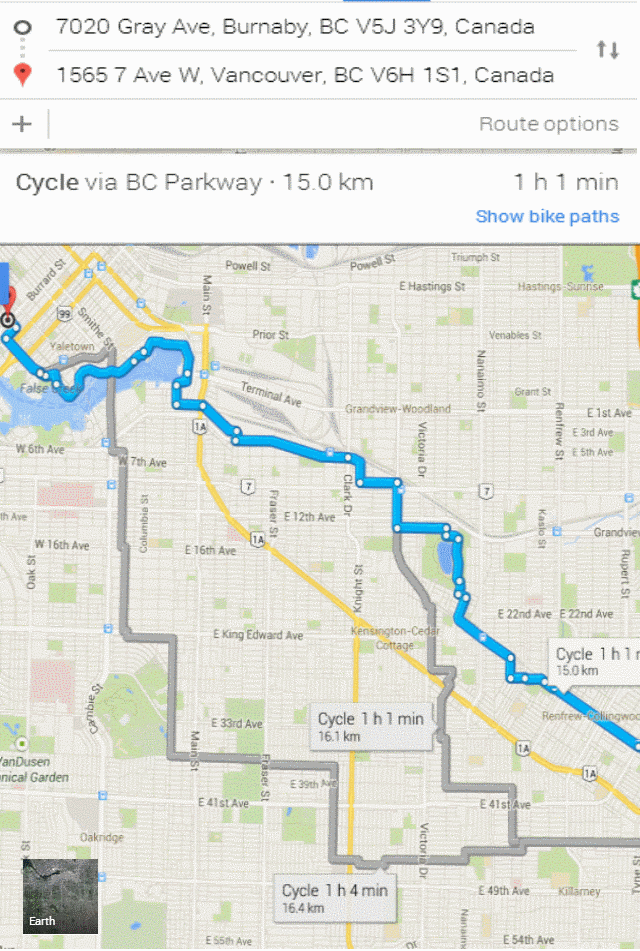 7020 Gray Ave, Burnaby, BC V5J 3Y9, Canada
1565 7 Ave W, Vancouver, BC V6H 1S1, Canada
+
Route options
Cycle via BC Parkway · 15.0 km
1 h 1 min
Show bike paths
Burrard St
Powell St
Powell St
Triumph St
Main St
E Hastings St
Hastings-Sunrise
99
Smithe St
Prior St
Venables St
Yaletown
Nanaimo St
False Creek
Terminal Ave
Grant St
Grandview-Woodland
Renfrew St
E 1st Ave
1A
Victoria Dr
E 3rd Ave
W 6th Ave
E 5th Ave
W 7th Ave
Clark Dr
7
7
Columbia St
Fraser St
E 12th Ave
Kaslo St
th Ave
Grandview
W 16th Ave
E 16th Ave
1A
Oak St
Knight St
Rupert St
E 22nd Ave
E 22nd Ave
E King Edward Ave
Kensington-Cedar
Cottage
Cycle 1 h 1 m
15.0 km
Cambie St
Cycle 1 h 1 min
16.1 km
Renfrew-Collingwood
E 33rd Ave
Main St
1A
VanDusen
nical Garden
Fraser St
1A
E 39th Ave
E 41st Ave
E 41st Ave
Oakridge
Victoria Dr
Cycle 1 h 4 min
16.4 km
E 49th Ave
Killarney
Earth
Nanaimo
E 55th Ave
E 54th Ave